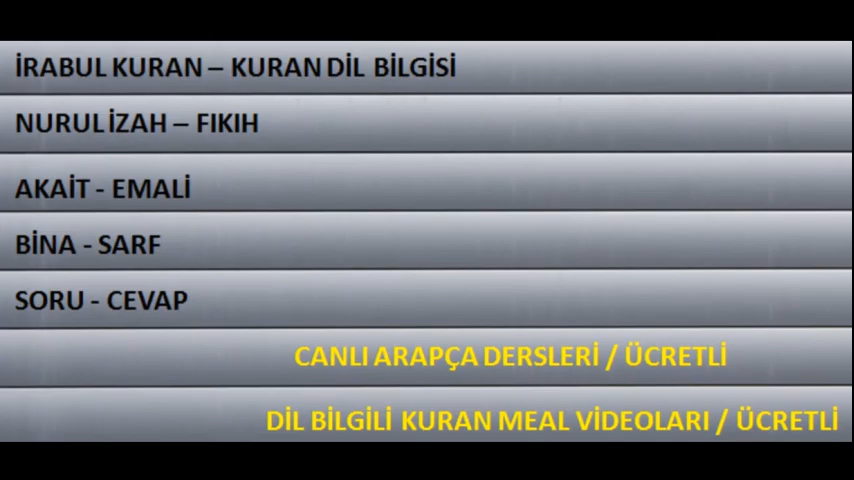 İRABUL KURAN – KURAN DİL BİLGİSİ
NURUL İZAH – FIKIH
AKAİT - EMALİ
BİNA - SARF
SORU - CEVAP
CANLI ARAPÇA DERSLERİ / ÜCRETLİ
DİL BİLGİLİ KURAN MEAL VİDEOLARI / ÜCRETLİ